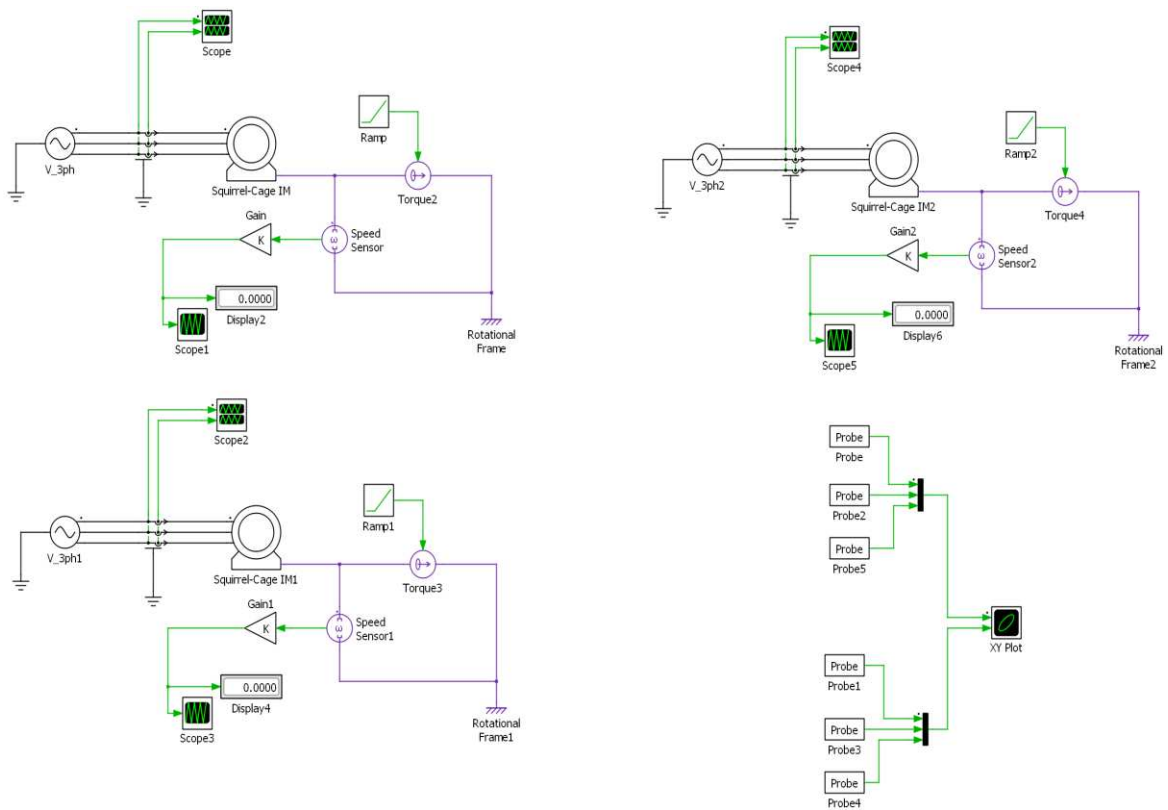 Scope
V_3ph
Squirrel-Cage IM
Ramp
Torque2
Gain
K
ω
Speed
Sensor
0.0000
Display2
Scope1
Rotational
Frame
Scope4
V_3ph2
Squirrel-Cage IM2
Ramp2
Torque4
Gain2
K
ω
Speed
Sensor2
0.0000
Display6
Scope5
Rotational
Frame2
Scope2
V_3ph1
Squirrel-Cage IM1
Ramp1
Torque3
Gain1
K
ω
Speed
Sensor1
0.0000
Display4
Scope3
Rotational
Frame1
Probe
Probe
Probe
Probe2
Probe
Probe5
XY Plot
Probe
Probe1
Probe
Probe3
Probe
Probe4